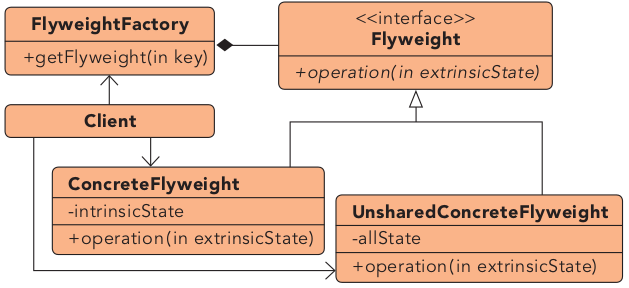 FlyweightFactory
+getFlyweight(in key)
<<interface>>
Flyweight
+operation(in extrinsicState)
Client
ConcreteFlyweight
-intrinsicState
+operation(in extrinsicState)
UnsharedConcreteFlyweight
-allState
+operation(in extrinsicState)